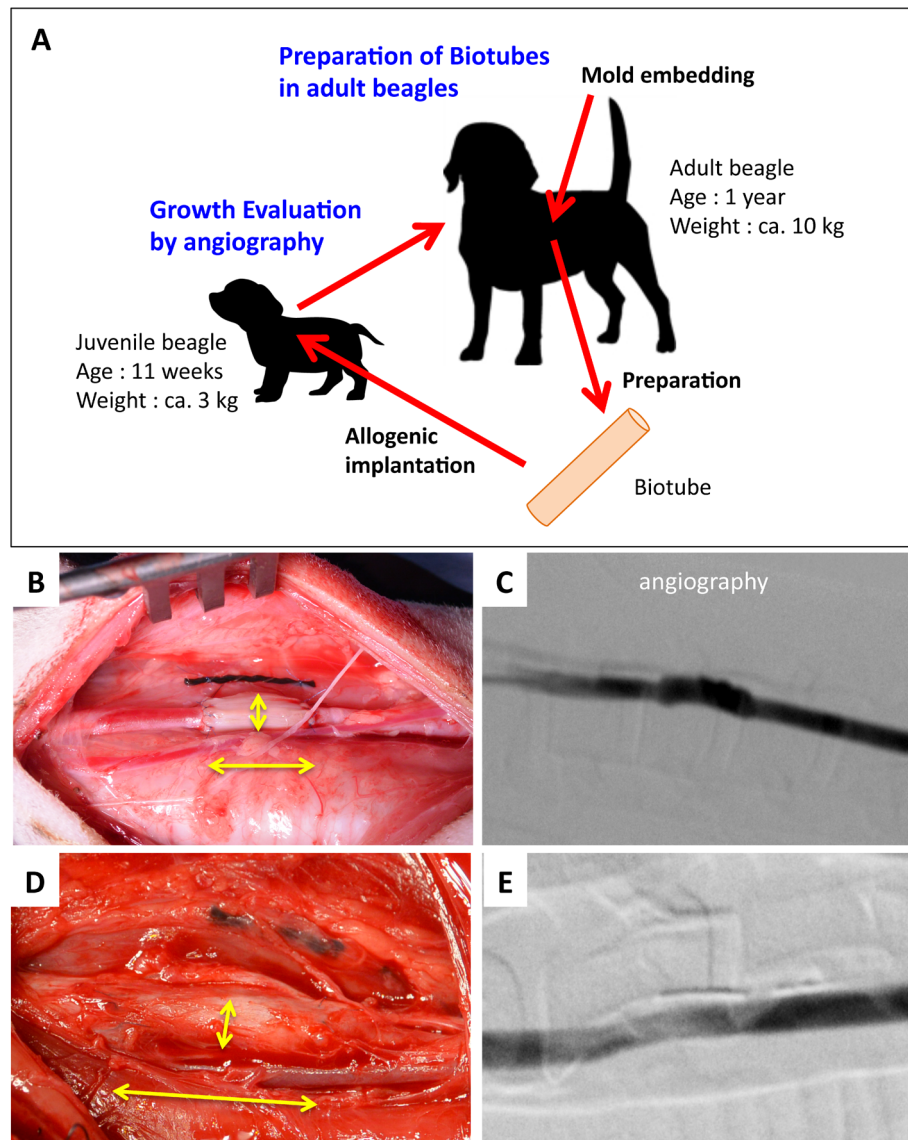 A
Preparation of Biotubes
in adult beagles
Mold embedding
Adult beagle
Age : 1 year
Weight : ca. 10 kg
Growth Evaluation
by angiography
Juvenile beagle
Age : 11 weeks
Weight : ca. 3 kg
Preparation
Allogenic
implantation
Biotube
B
C
angiography
D
E